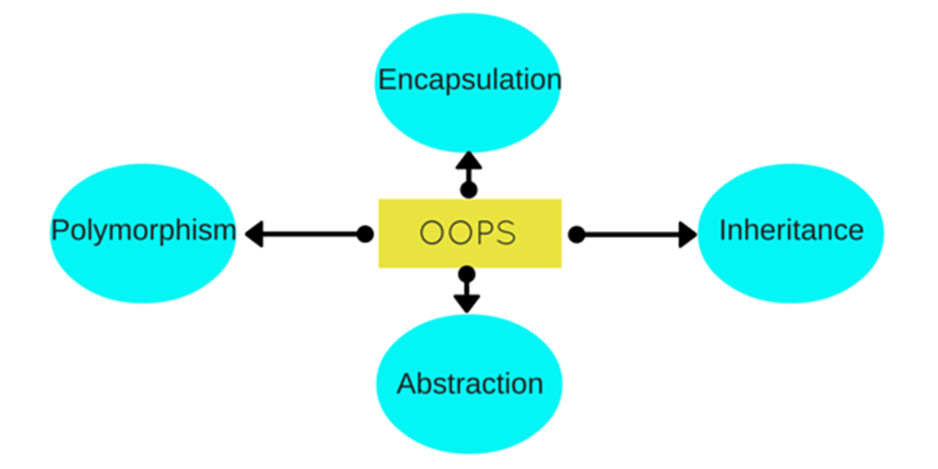 Encapsulation
Polymorphism
OOPS
Inheritance
Abstraction